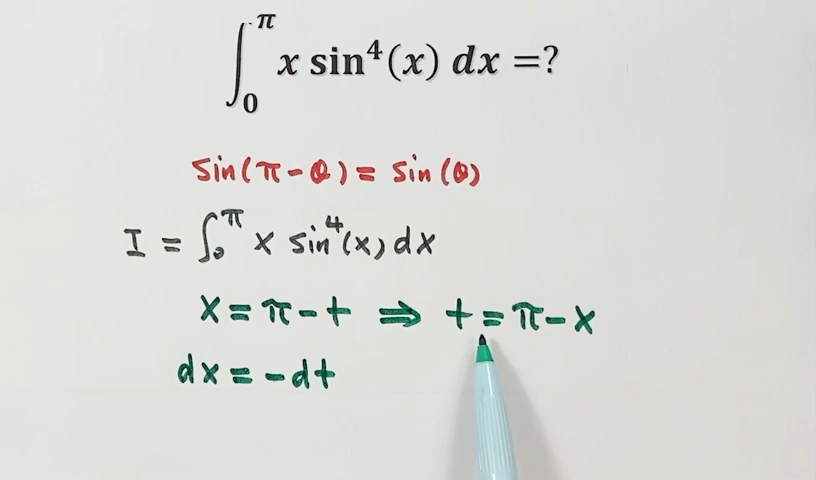 ∫₀^π x sin⁴(x) dx =?
sin(π-θ)= sin(θ)
I = ∫₀^π x sin⁴(x) dx
x = π-t ⇒ t=π-x
dx = -dt